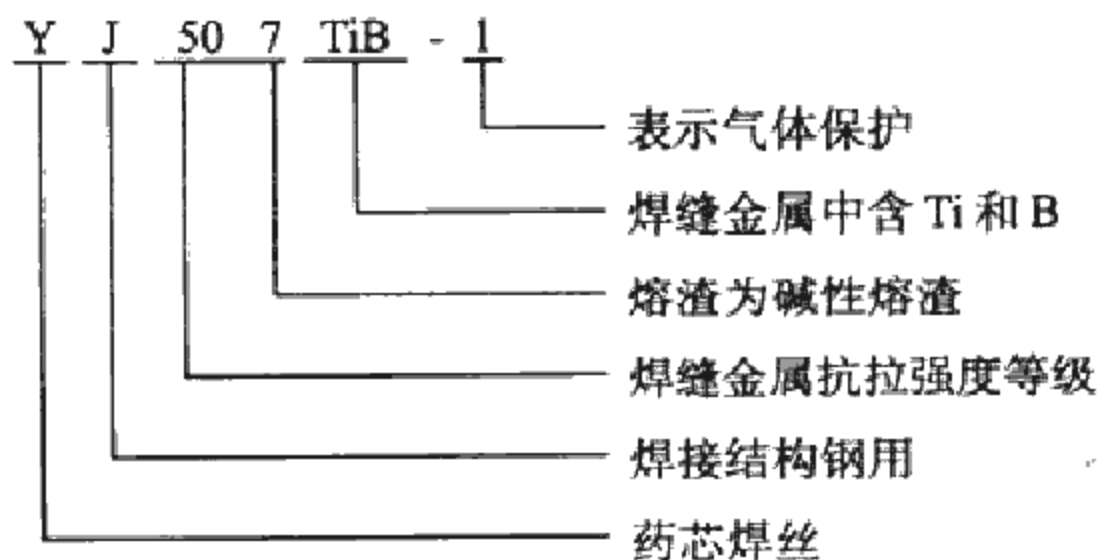 Y J 50 7 TiB - 1
表示气体保护
焊缝金属中含 Ti 和 B
熔渣为碱性熔渣
焊缝金属抗拉强度等级
焊接结构钢用
药芯焊丝